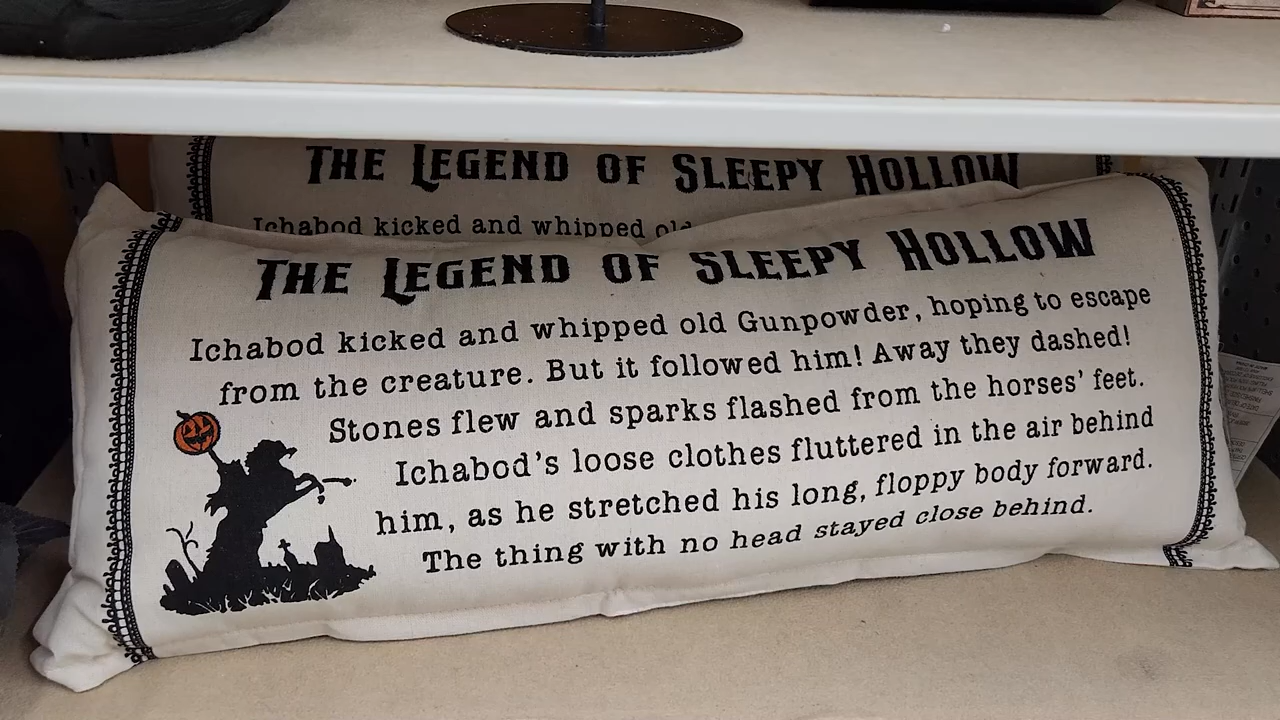 THE LEGEND OF SLEEPY HOLLOW
Ichabod kicked and whipped old
THE LEGEND OF SLEEPY HOLLOW
Ichabod kicked and whipped old Gunpowder, hoping to escape
from the creature. But it followed him! Away they dashed!
Stones flew and sparks flashed from the horses' feet.
Ichabod's loose clothes fluttered in the air behind
him, as he stretched his long, floppy body forward.
The thing with no head stayed close behind.